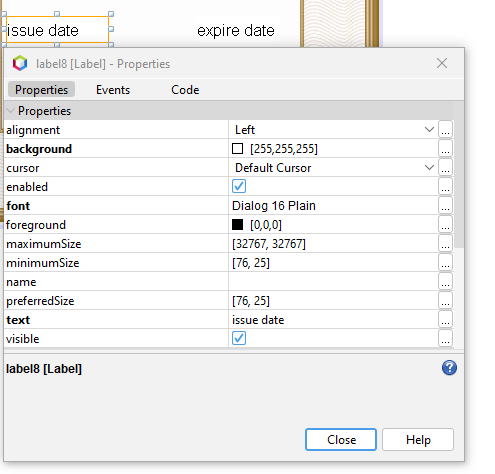 issue date expire date
label8 [Label] - Properties
Properties Events Code
Properties
alignment Left ...
background [255,255,255] ...
cursor Default Cursor ...
enabled ...
font Dialog 16 Plain ...
foreground [0,0,0] ...
maximumSize [32767, 32767] ...
minimumSize [76, 25] ...
name ...
preferredSize [76, 25] ...
text issue date ...
visible ...
label8 [Label] ?
Close Help